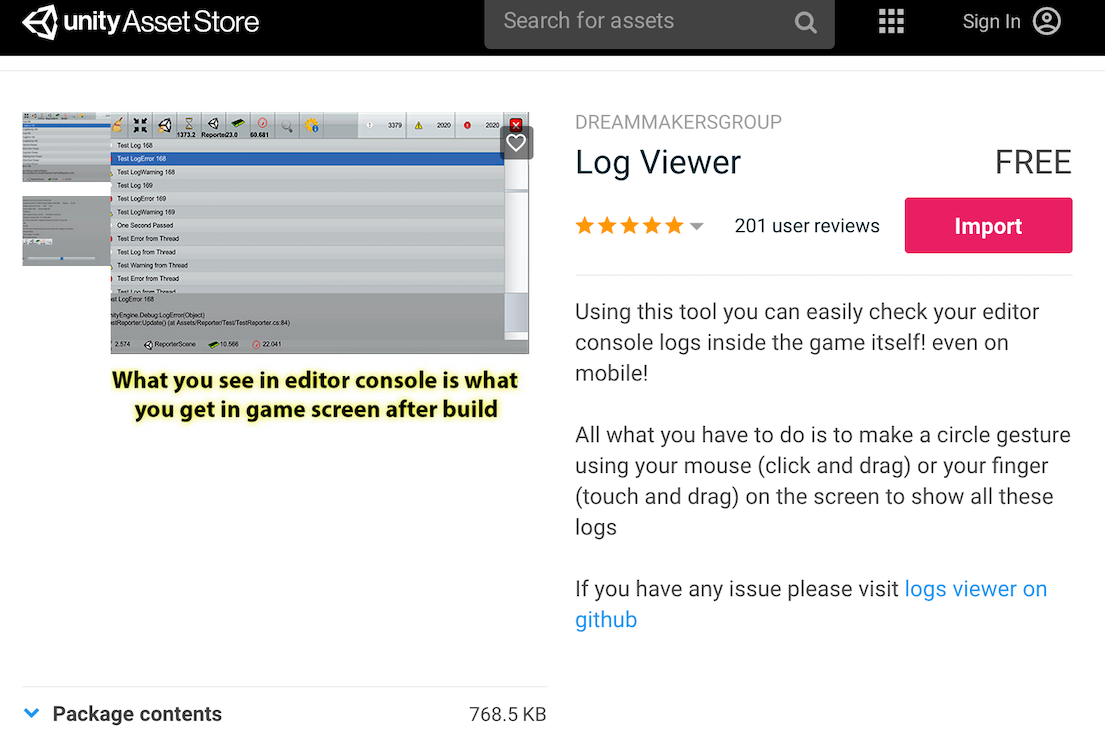 unity Asset Store
Search for assets
Sign In
1373.2
Reporter23.0
60.681
3379
2020
2020
Test Log 168
Test LogError 168
Test LogWarning 168
Test Log 169
Test LogError 169
Test LogWarning 169
One Second Passed
Test Error from Thread
Test Log from Thread
Test Warning from Thread
Test Error from Thread
Test Log from Thread
st LogError 168
nityEngine.Debug:LogError(Object)
stReporter:Update() (at Assets/Reporter/Test/TestReporter.cs:84)
2.574
ReporterScene
10.566
22.041
What you see in editor console is what
you get in game screen after build
DREAMMAKERSGROUP
Log Viewer
FREE
201 user reviews
Import
Using this tool you can easily check your editor
console logs inside the game itself! even on
mobile!
All what you have to do is to make a circle gesture
using your mouse (click and drag) or your finger
(touch and drag) on the screen to show all these
logs
If you have any issue please visit logs viewer on
github
Package contents
768.5 KB